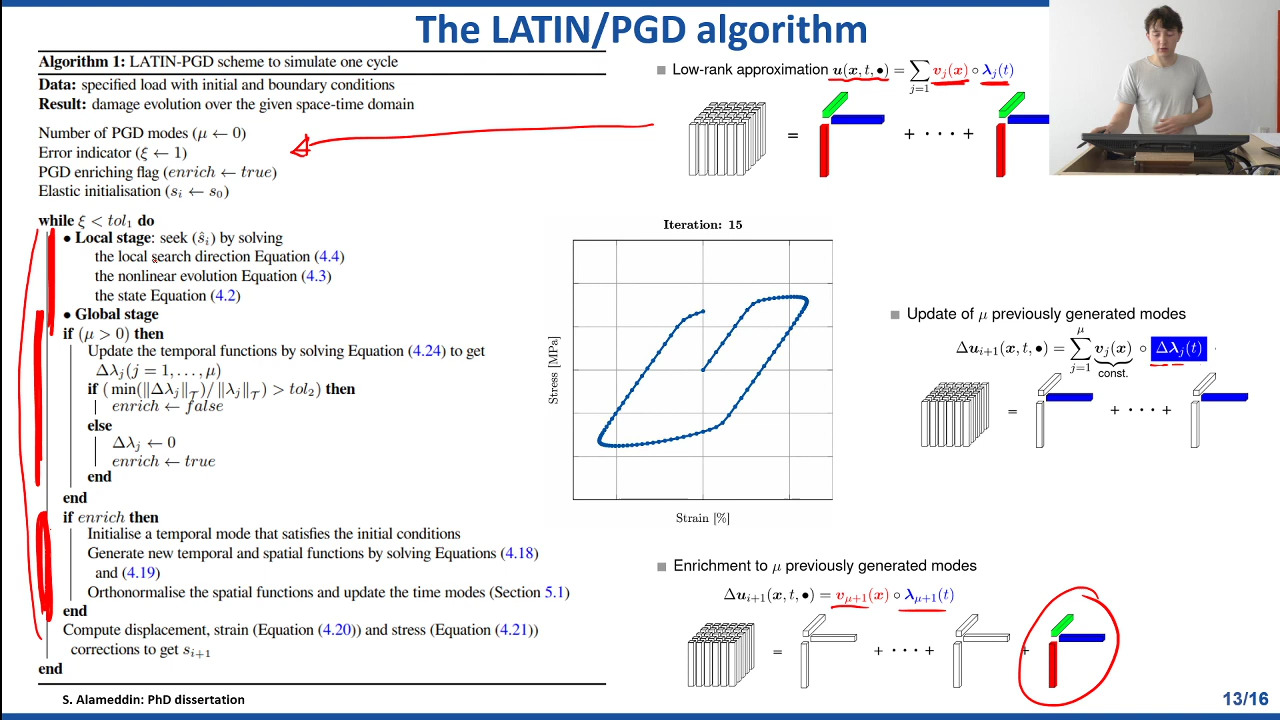 The LATIN/PGD algorithm
Algorithm 1: LATIN-PGD scheme to simulate one cycle
Data: specified load with initial and boundary conditions
Result: damage evolution over the given space-time domain
Number of PGD modes (μ ← 0)
Error indicator (ξ ← 1)
PGD enriching flag (enrich ← true)
Elastic initialisation (s_i ← s_0)
while ξ < tol_1 do
• Local stage: seek (ŝ_i) by solving
the local search direction Equation (4.4)
the nonlinear evolution Equation (4.3)
the state Equation (4.2)
• Global stage
if (μ > 0) then
Update the temporal functions by solving Equation (4.24) to get
Δλ_j(j = 1, . . . , μ)
if (min(‖Δλ_j‖_𝒯)/ ‖λ_j‖_𝒯 > tol_2) then
enrich ← false
else
Δλ_j ← 0
enrich ← true
end
end
if enrich then
Initialise a temporal mode that satisfies the initial conditions
Generate new temporal and spatial functions by solving Equations (4.18)
and (4.19)
Orthonormalise the spatial functions and update the time modes (Section 5.1)
end
Compute displacement, strain (Equation (4.20)) and stress (Equation (4.21))
corrections to get s_{i+1}
end
S. Alameddin: PhD dissertation
Low-rank approximation u(x, t, •) = ∑_{j=1} v_j(x) ∘ λ_j(t)
= + · · · +
Iteration: 15
Stress [MPa]
Strain [%]
Update of μ previously generated modes
Δu_{i+1}(x, t, •) = ∑_{j=1}^{μ} v_j(x) ∘ Δλ_j(t)
const.
= + · · · +
Enrichment to μ previously generated modes
Δu_{i+1}(x, t, •) = v_{μ+1}(x) ∘ λ_{μ+1}(t)
= + · · · + +
13/16